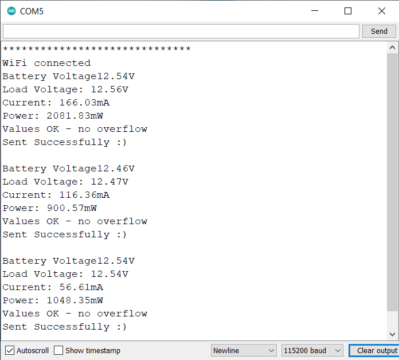 COM5
Send
******************************
WiFi connected
Battery Voltage12.54V
Load Voltage: 12.56V
Current: 166.03mA
Power: 2081.83mW
Values OK - no overflow
Sent Successfully :)
Battery Voltage12.46V
Load Voltage: 12.47V
Current: 116.36mA
Power: 900.57mW
Values OK - no overflow
Sent Successfully :)
Battery Voltage12.54V
Load Voltage: 12.54V
Current: 56.61mA
Power: 1048.35mW
Values OK - no overflow
Sent Successfully :)
Autoscroll Show timestamp Newline 115200 baud Clear output